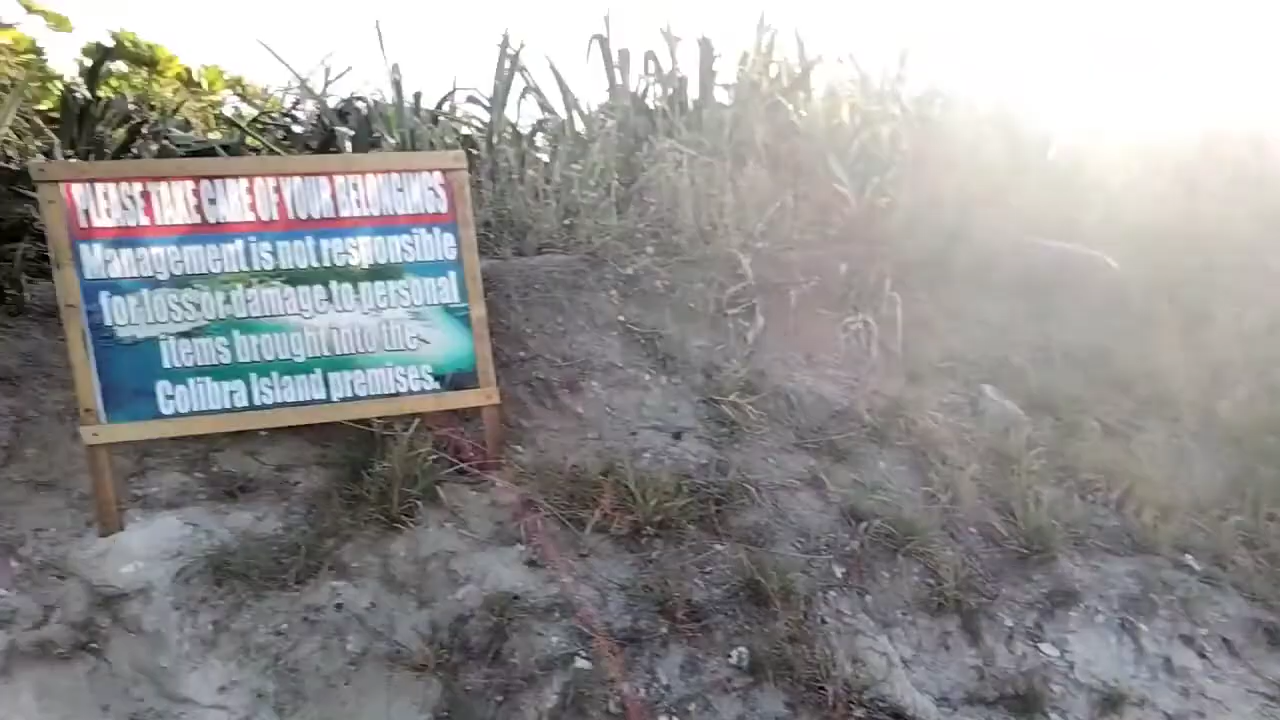 PLEASE TAKE CARE OF YOUR BELONGINGS
Management is not responsible
for loss or damage to personal
items brought into the
Colibra Island premises.